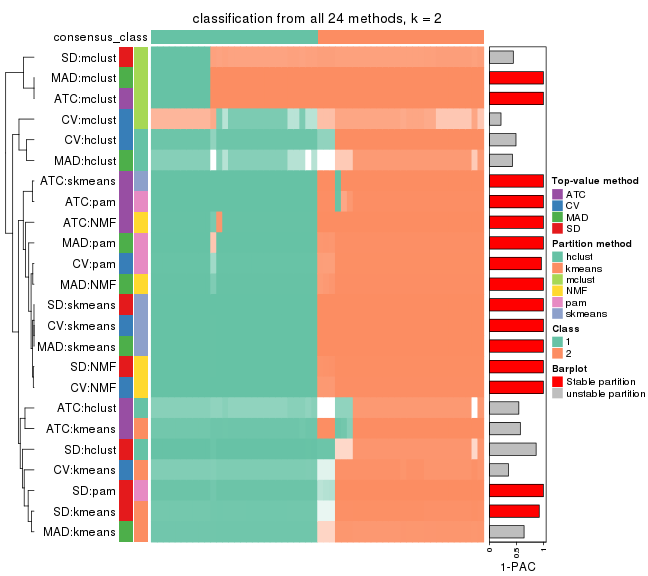 classification from all 24 methods, k = 2
consensus_class
SD:mclust
MAD:mclust
ATC:mclust
CV:mclust
CV:hclust
MAD:hclust
ATC:skmeans
ATC:pam
ATC:NMF
MAD:pam
CV:pam
MAD:NMF
SD:skmeans
CV:skmeans
MAD:skmeans
SD:NMF
CV:NMF
ATC:hclust
ATC:kmeans
SD:hclust
CV:kmeans
SD:pam
SD:kmeans
MAD:kmeans
0 0.5 1
1-PAC
Top-value method
ATC
CV
MAD
SD
Partition method
hclust
kmeans
mclust
NMF
pam
skmeans
Class
1
2
Barplot
Stable partition
unstable partition